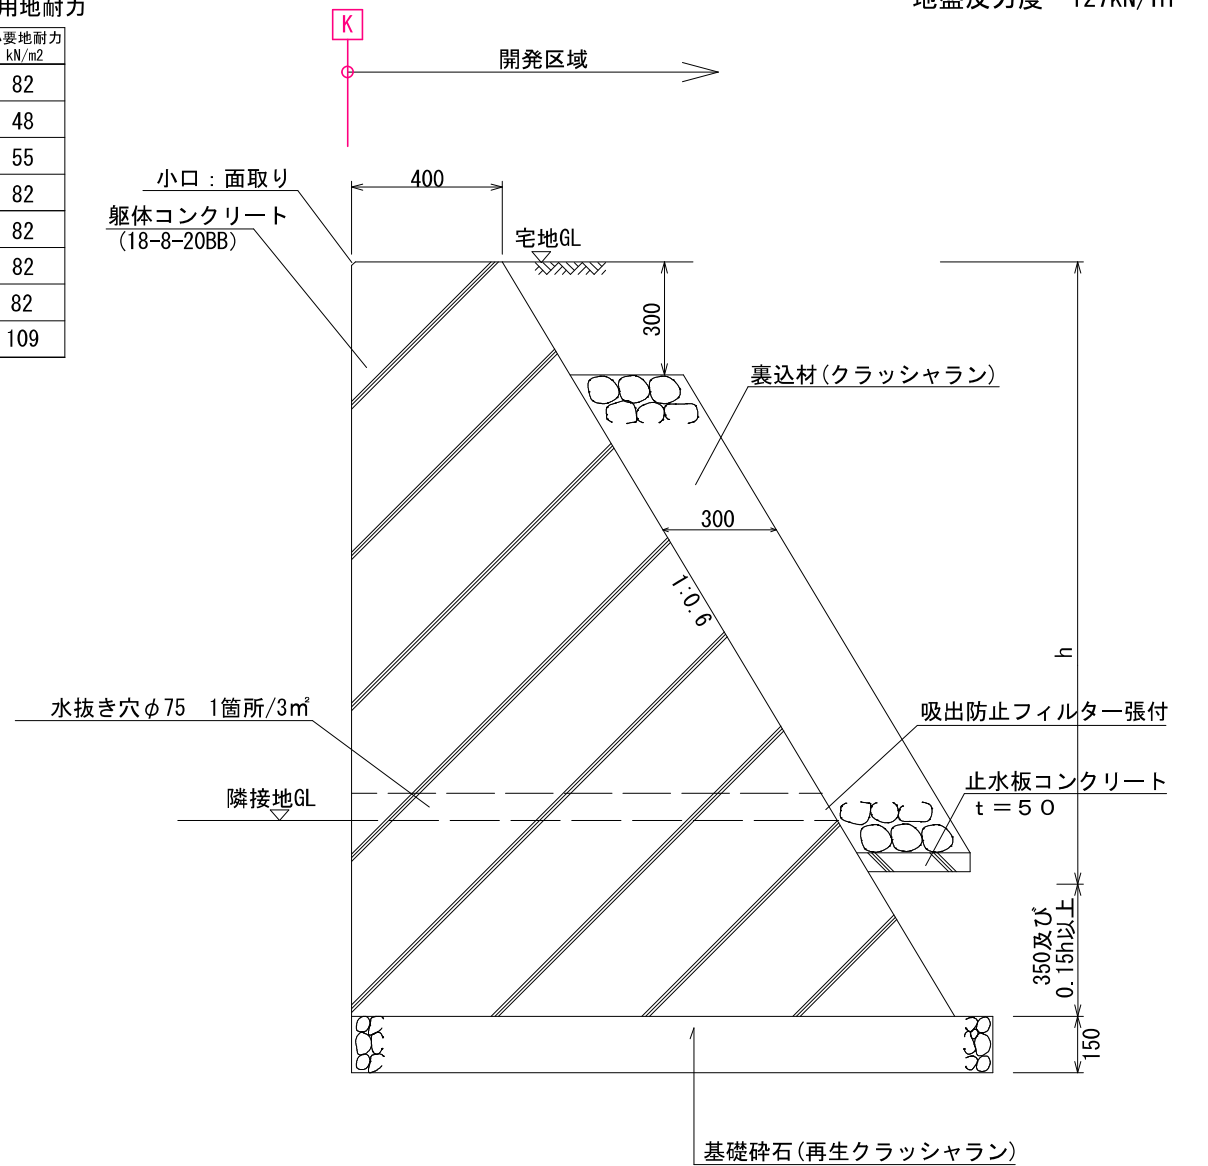 用地耐力
要地耐力
kN/m2
82
48
55
82
82
82
82
109
K
開発区域
小口：面取り
400
躯体コンクリート
(18-8-20BB)
宅地GL
300
裏込材(クラッシャラン)
300
1:0.6
h
水抜き穴φ75 1箇所/3㎡
吸出防止フィルター張付
隣接地GL
止水板コンクリート
t＝50
350及び
0.15h以上
150
基礎砕石(再生クラッシャラン)